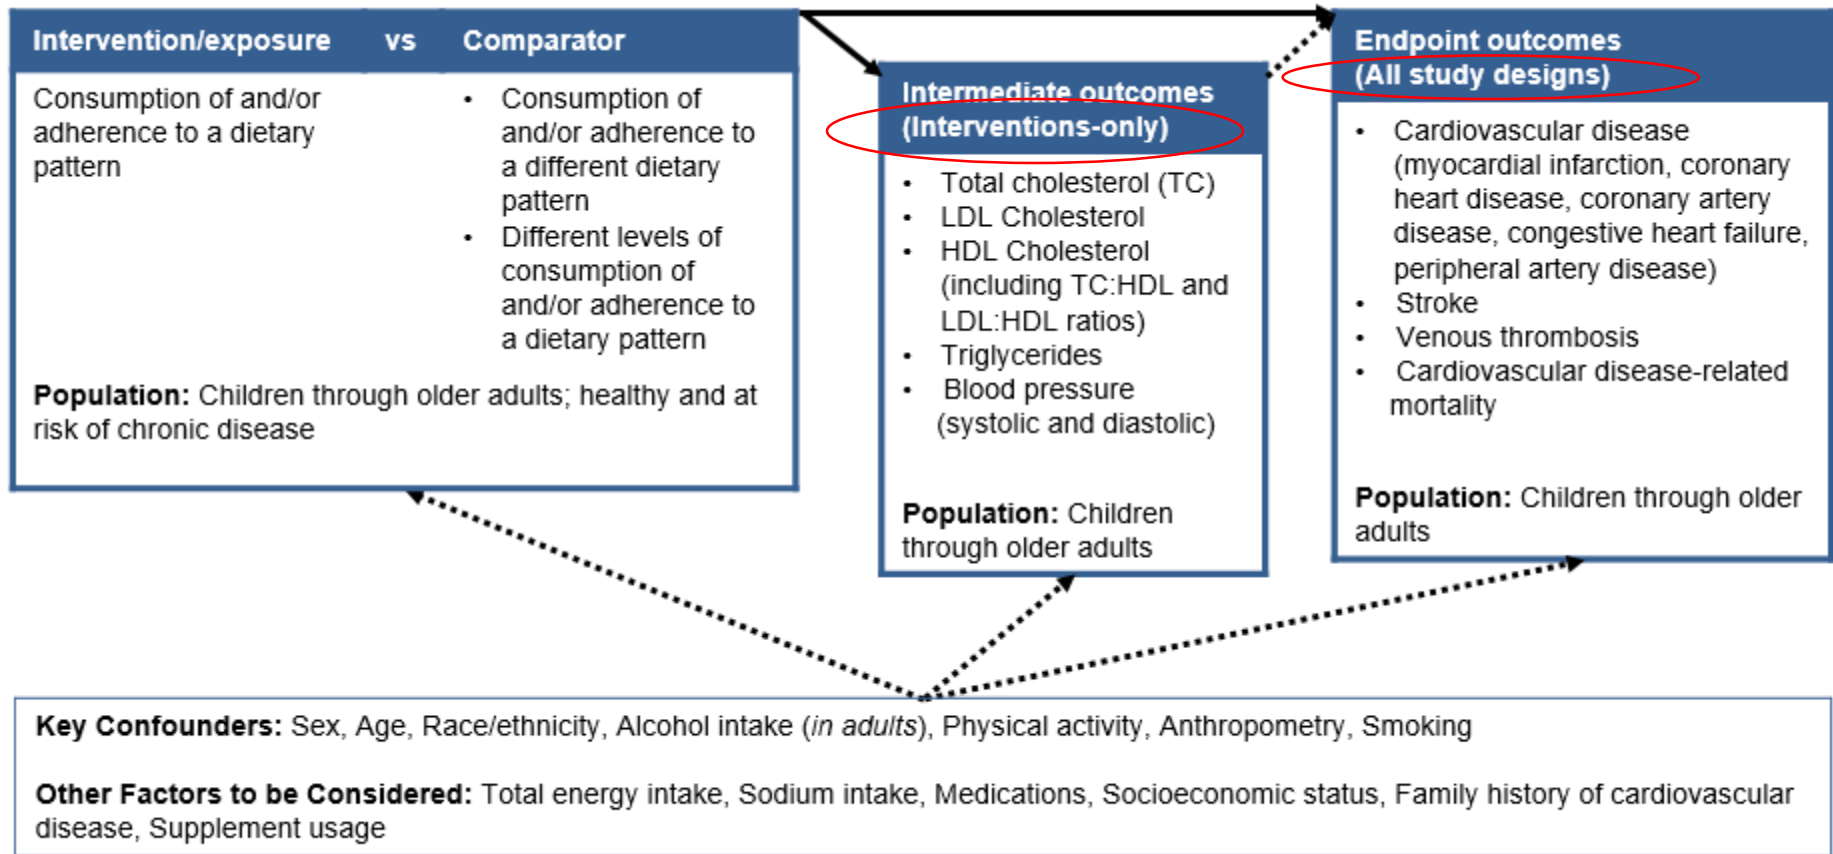 Intervention/exposure vs Comparator
Consumption of and/or
adherence to a dietary
pattern
• Consumption of
and/or adherence to
a different dietary
pattern
• Different levels of
consumption of
and/or adherence to
a dietary pattern
Population: Children through older adults; healthy and at
risk of chronic disease
Intermediate outcomes
(Interventions-only)
• Total cholesterol (TC)
• LDL Cholesterol
• HDL Cholesterol
(including TC:HDL and
LDL:HDL ratios)
• Triglycerides
• Blood pressure
(systolic and diastolic)
Population: Children
through older adults
Endpoint outcomes
(All study designs)
• Cardiovascular disease
(myocardial infarction, coronary
heart disease, coronary artery
disease, congestive heart failure,
peripheral artery disease)
• Stroke
• Venous thrombosis
• Cardiovascular disease-related
mortality
Population: Children through older
adults
Key Confounders: Sex, Age, Race/ethnicity, Alcohol intake (in adults), Physical activity, Anthropometry, Smoking
Other Factors to be Considered: Total energy intake, Sodium intake, Medications, Socioeconomic status, Family history of cardiovascular
disease, Supplement usage